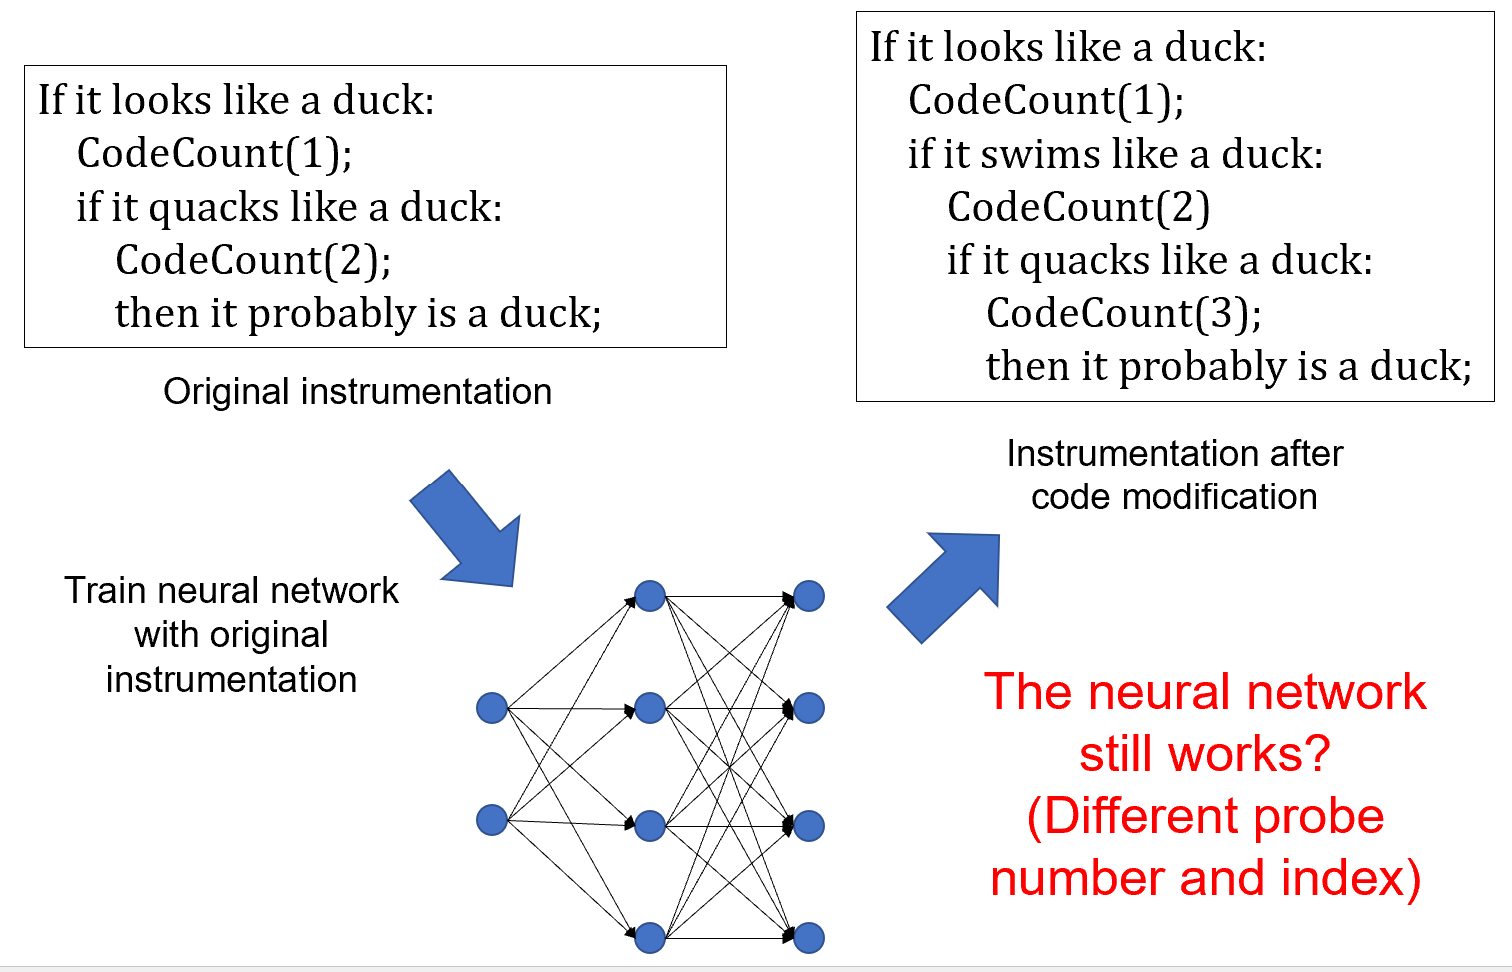 If it looks like a duck:
CodeCount(1);
if it quacks like a duck:
CodeCount(2);
then it probably is a duck;
Original instrumentation
If it looks like a duck:
CodeCount(1);
if it swims like a duck:
CodeCount(2)
if it quacks like a duck:
CodeCount(3);
then it probably is a duck;
Instrumentation after
code modification
Train neural network
with original
instrumentation
The neural network
still works?
(Different probe
number and index)